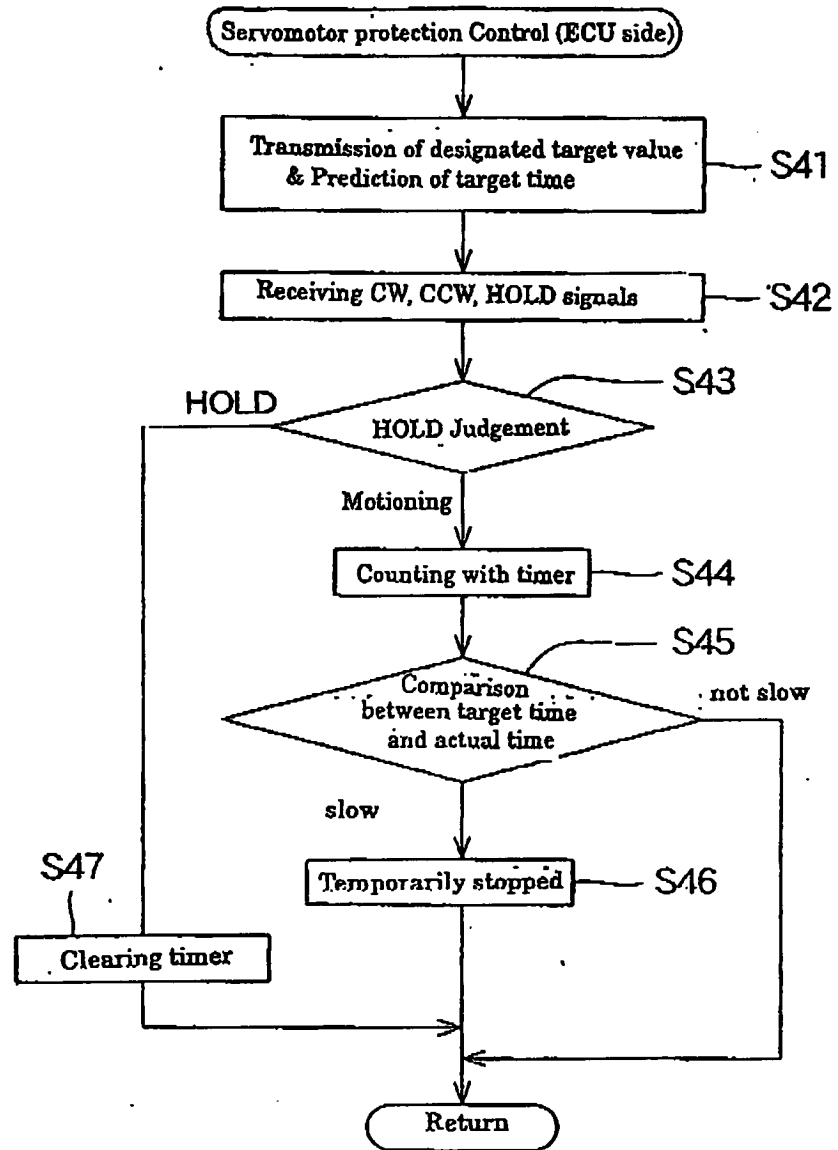 Servomotor protection Control (ECU side)
Transmission of designated target value
& Prediction of target time
S41
Receiving CW, CCW, HOLD signals
S42
S43
HOLD
HOLD Judgement
Motioning
Counting with timer
S44
S45
Comparison
between target time
and actual time
not slow
slow
S47
Temporarily stopped
S46
Clearing timer
Return